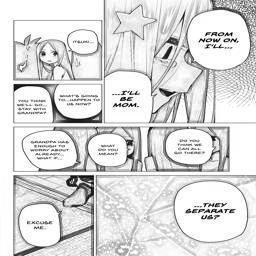 FROM
NOW ON,
I'LL...
ITSUKI...
...I'LL
BE
MOM.
WHAT'S GOING
TO...HAPPEN TO
US NOW?
YOU THINK
WE'LL GO...
STAY WITH
GRANDPA?
DO YOU
THINK WE
CAN ALL
GO THERE?
WHAT DO
YOU
MEAN?
GRANDPA HAS
ENOUGH TO
WORRY ABOUT
ALREADY...
WHAT IF...
...THEY
SEPARATE
US?
EXCUSE
ME.